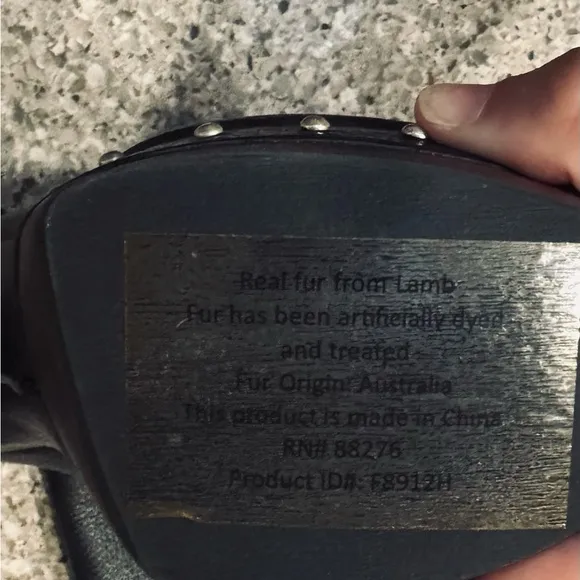 Real fur from Lamb
Fur has been artificially dyed
and treated
Fur Origin: Australia
This product is made in China
RN# 88276
Product ID#: F8912H